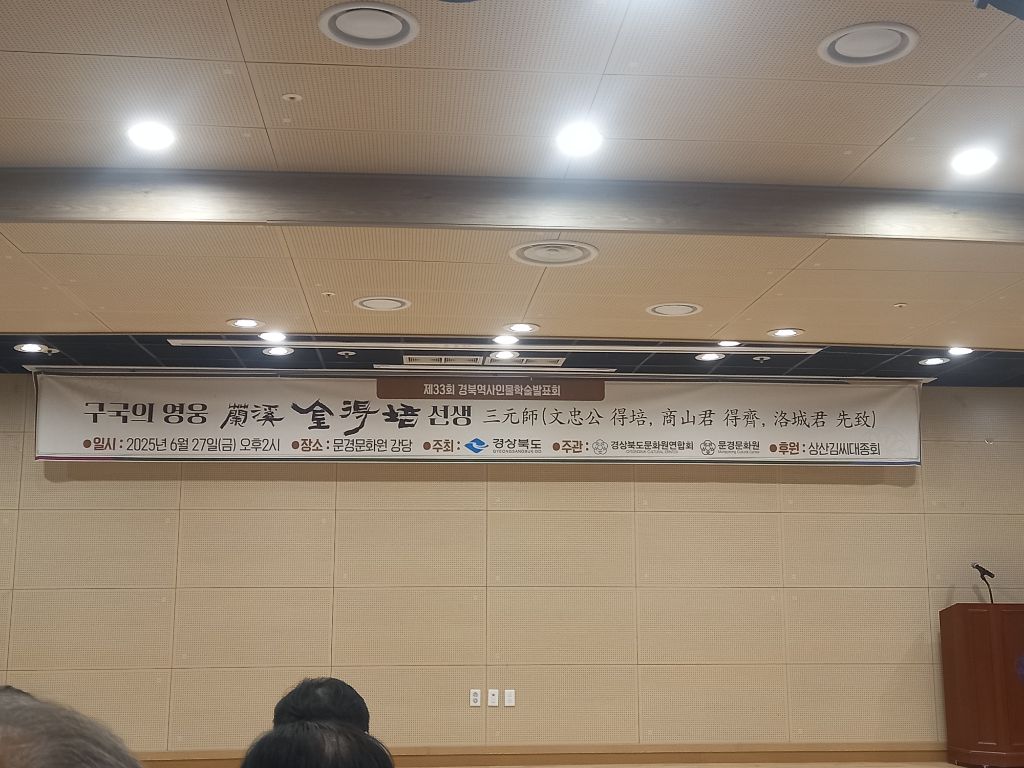 제33회 경북역사인물학술발표회
구국의 영웅 蘭溪 金得培 선생 三元師(文忠公 得培, 商山君 得齊, 洛城君 先致)
●일시 : 2025년 6월 27일(금) 오후2시 ●장소 : 문경문화원 강당 ●주최 : 경상북도 GYEONGSANGBUK-DO ●주관 : 경상북도문화원연합회 문경문화원 ●후원 : 상산김씨대종회